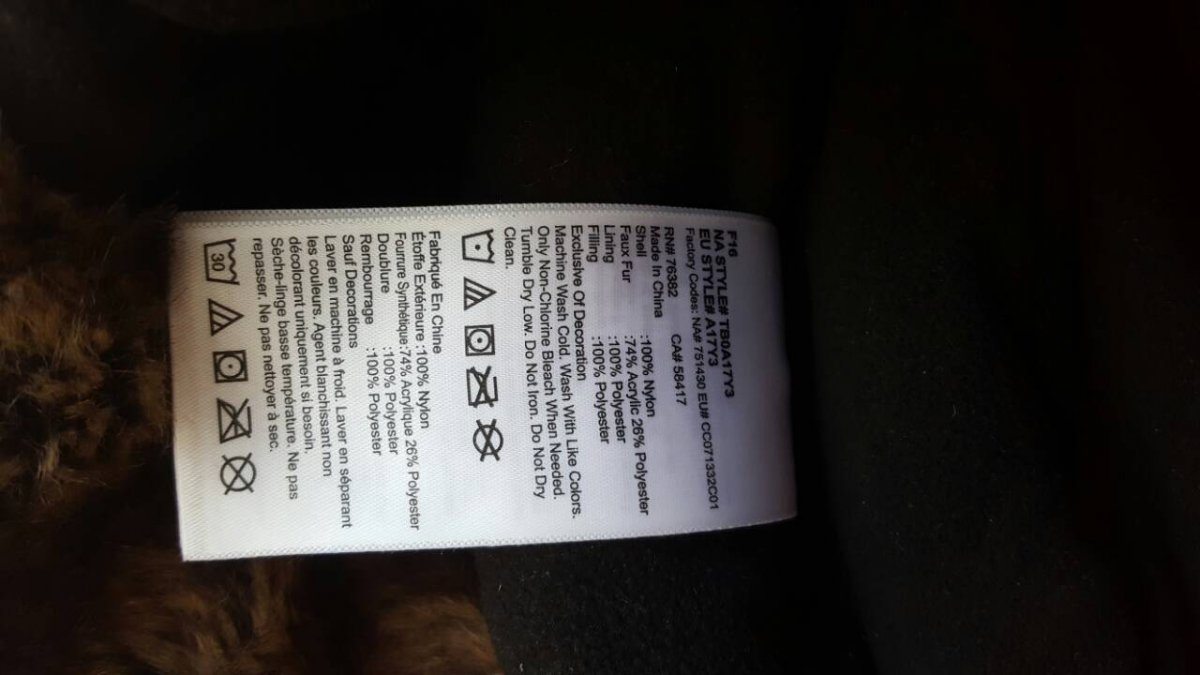 F16
NA STYLE# TB0A17Y3
EU STYLE# A17Y3
Factory Codes: NA# 751430 EU# CC071332C01
RN# 76382 CA# 58417
Made In China
Shell :100% Nylon
Faux Fur :74% Acrylic 26% Polyester
Lining :100% Polyester
Filling :100% Polyester
Exclusive Of Decoration
Machine Wash Cold. Wash With Like Colors.
Only Non-Chlorine Bleach When Needed.
Tumble Dry Low. Do Not Iron. Do Not Dry
Clean.
Fabriqué En Chine
Étoffe Extérieure :100% Nylon
Fourrure Synthétique:74% Acrylique 26% Polyester
Doublure :100% Polyester
Rembourrage :100% Polyester
Sauf Decorations
Laver en machine à froid. Laver en séparant
les couleurs. Agent blanchissant non
décolorant uniquement si besoin.
Sèche-linge basse température. Ne pas
repasser. Ne pas nettoyer à sec.
30